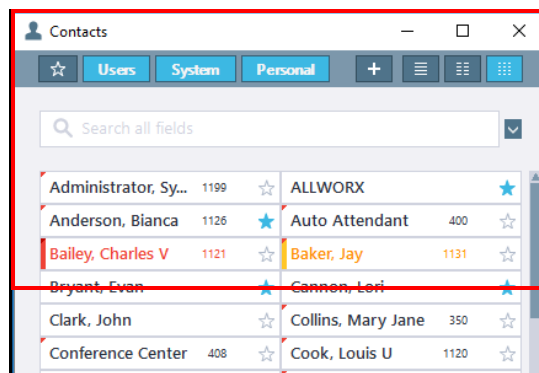 Contacts
Users System Personal
Search all fields
Administrator, Sy... 1199 ALLWORX
Anderson, Bianca 1126 Auto Attendant 400
Bailey, Charles V 1121 Baker, Jay 1131
Bryant, Evan Cannon, Lori
Clark, John Collins, Mary Jane 350
Conference Center 408 Cook, Louis U 1120